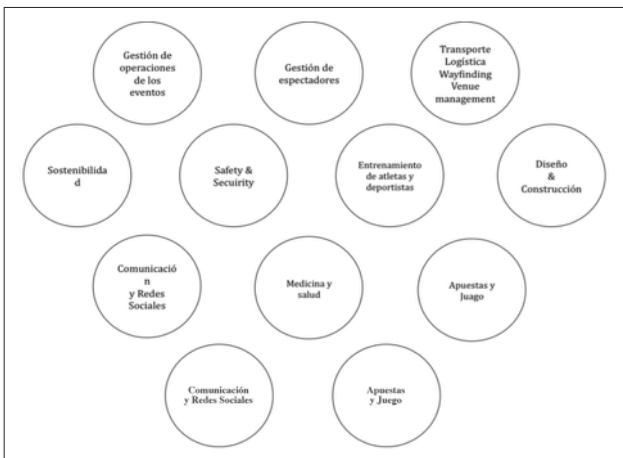 Gestión de
operaciones
de los
eventos
Gestión de
espectadores
Transporte
Logística
Wayfinding
Venue
management
Sostenibilida
d
Safety &
Secuirity
Entrenamiento
de atletas y
deportistas
Diseño
&
Construcción
Comunicació
n
y Redes
Sociales
Medicina y
salud
Apuestas y
Juago
Comunicación
y Redes Sociales
Apuestas
y Juego